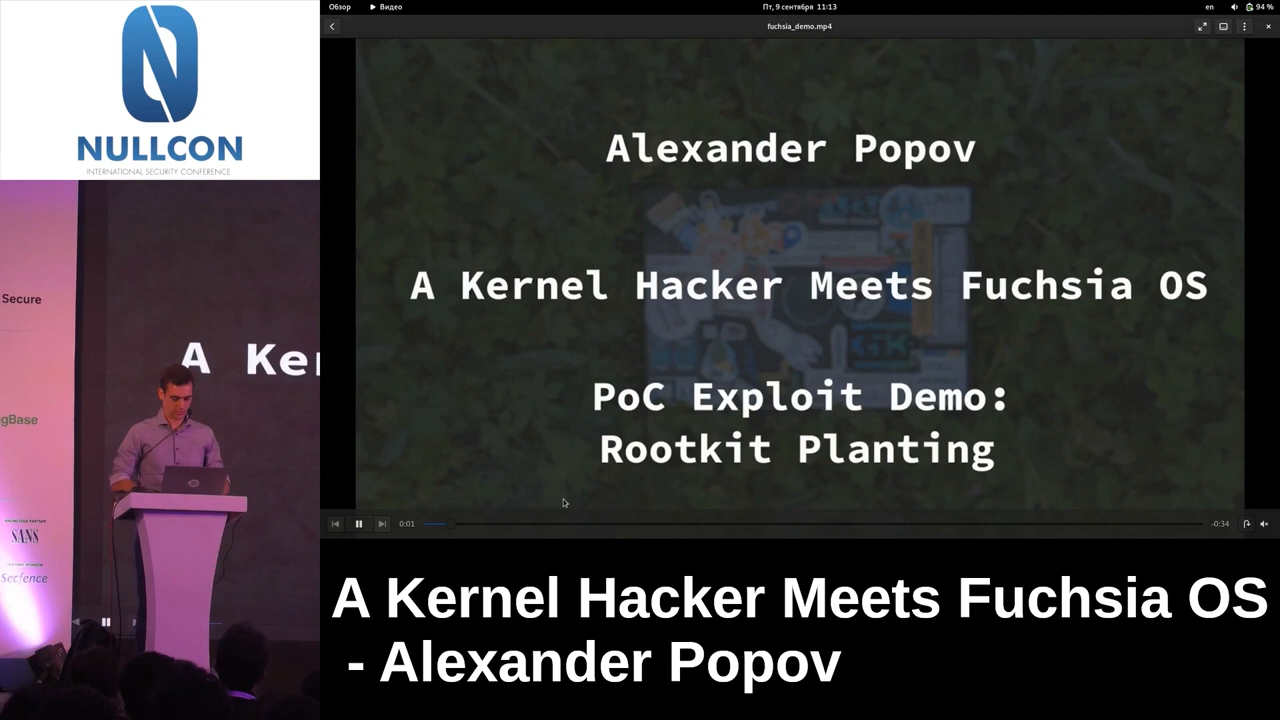 NULLCON
INTERNATIONAL SECURITY CONFERENCE
Обзор
Видео
Пт, 9 сентября 11:13
en
94 %
fuchsia_demo.mp4
Alexander Popov
A Kernel Hacker Meets Fuchsia OS
PoC Exploit Demo:
Rootkit Planting
0:01
-0:34
Secure
A Ker
gBase
KNOWLEDGE PARTNER
SANS
Secfence
A Kernel Hacker Meets Fuchsia OS
- Alexander Popov